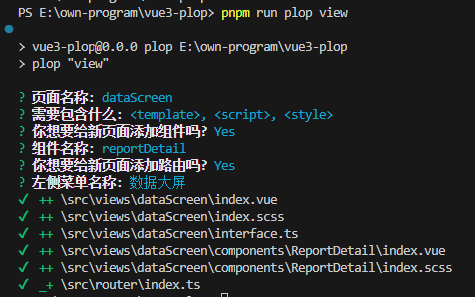 PS E:\own-program\vue3-plop> pnpm run plop view
> vue3-plop@0.0.0 plop E:\own-program\vue3-plop
> plop "view"
? 页面名称: dataScreen
? 需要包含什么: <template>, <script>, <style>
? 你想要给新页面添加组件吗? Yes
? 组件名称: reportDetail
? 你想要给新页面添加路由吗? Yes
? 左侧菜单名称: 数据大屏
✔ ++ \src\views\dataScreen\index.vue
✔ ++ \src\views\dataScreen\index.scss
✔ ++ \src\views\dataScreen\interface.ts
✔ ++ \src\views\dataScreen\components\ReportDetail\index.vue
✔ ++ \src\views\dataScreen\components\ReportDetail\index.scss
✔ _+ \src\router\index.ts